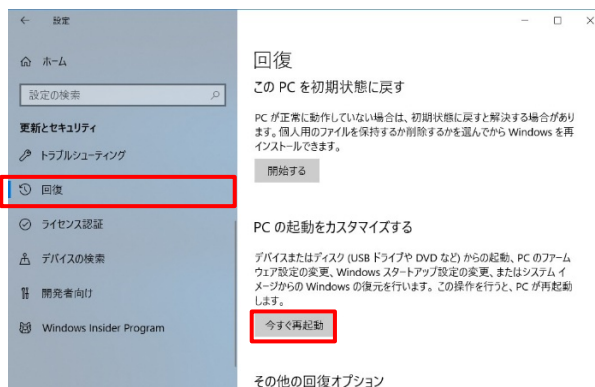 設定
ホーム
設定の検索
更新とセキュリティ
トラブルシューティング
回復
ライセンス認証
デバイスの検索
開発者向け
Windows Insider Program
回復
この PC を初期状態に戻す
PC が正常に動作していない場合は、初期状態に戻すと解決する場合があり
ます。個人用のファイルを保持するか削除するかを選んでから Windows を再
インストールできます。
開始する
PC の起動をカスタマイズする
デバイスまたはディスク (USB ドライブや DVD など) からの起動、PC のファーム
ウェア設定の変更、Windows スタートアップ設定の変更、またはシステム イ
メージからの Windows の復元を行います。この操作を行うと、PC が再起動
します。
今すぐ再起動
その他の回復オプション